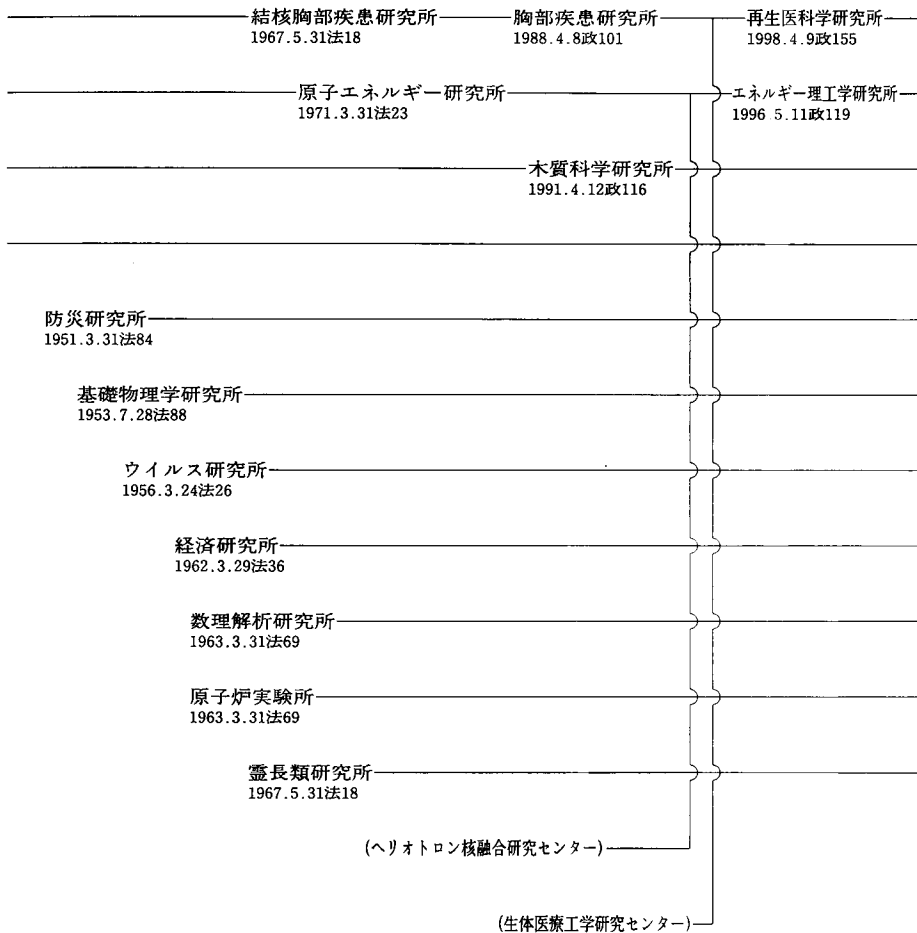 結核胸部疾患研究所
1967.5.31法18
胸部疾患研究所
1988.4.8政101
再生医科学研究所
1998.4.9政155
原子エネルギー研究所
1971.3.31法23
エネルギー理工学研究所
1996.5.11政119
木質科学研究所
1991.4.12政116
防災研究所
1951.3.31法84
基礎物理学研究所
1953.7.28法88
ウイルス研究所
1956.3.24法26
経済研究所
1962.3.29法36
数理解析研究所
1963.3.31法69
原子炉実験所
1963.3.31法69
霊長類研究所
1967.5.31法18
(ヘリオトロン核融合研究センター)
(生体医療工学研究センター)